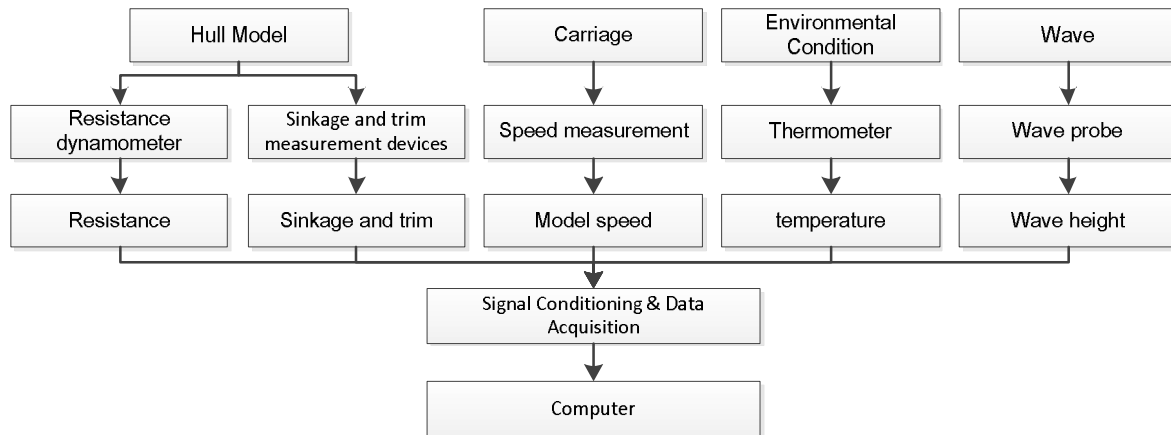 Hull Model
Carriage
Environmental
Condition
Wave
Resistance
dynamometer
Sinkage and trim
measurement devices
Speed measurement
Thermometer
Wave probe
Resistance
Sinkage and trim
Model speed
temperature
Wave height
Signal Conditioning & Data
Acquisition
Computer